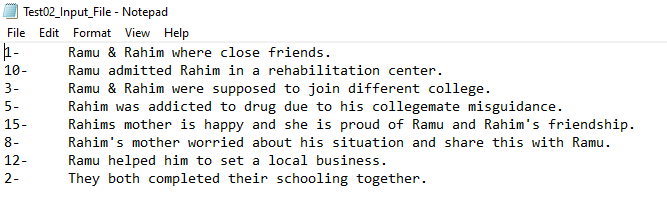 Test02_Input_File - Notepad
File Edit Format View Help
1- Ramu & Rahim where close friends.
10- Ramu admitted Rahim in a rehabilitation center.
3- Ramu & Rahim were supposed to join different college.
5- Rahim was addicted to drug due to his collegemate misguidance.
15- Rahims mother is happy and she is proud of Ramu and Rahim's friendship.
8- Rahim's mother worried about his situation and share this with Ramu.
12- Ramu helped him to set a local business.
2- They both completed their schooling together.